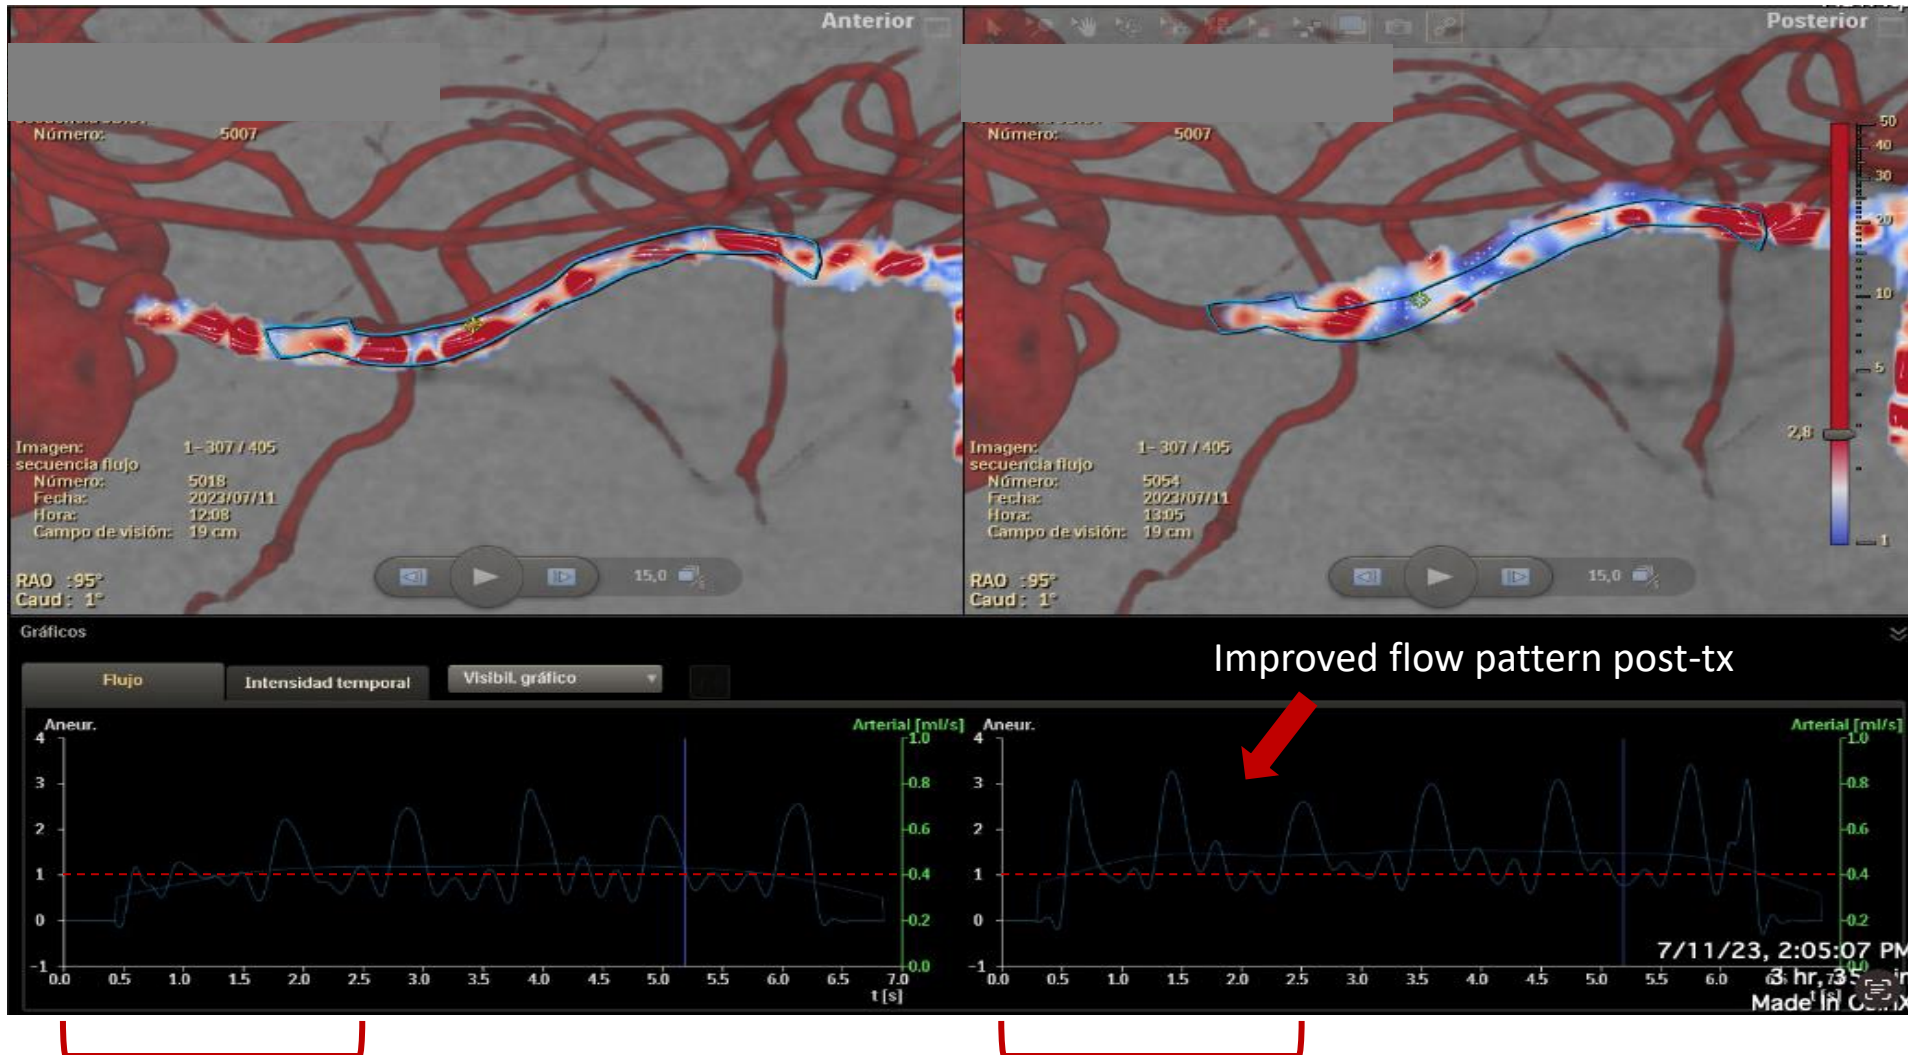 Anterior
Número: 5007
Imagen: 1- 307 / 405
secuencia flujo
Número: 5018
Fecha: 2023/07/11
Hora: 12:08
Campo de visión: 19 cm
RAO :95°
Caud : 1°
15,0
Posterior
Número: 5007
50
40
30
20
10
5
2,8
1
Imagen: 1- 307 / 405
secuencia flujo
Número: 5054
Fecha: 2023/07/11
Hora: 13:05
Campo de visión: 19 cm
RAO :95°
Caud : 1°
15,0
Gráficos
Flujo
Intensidad temporal
Visibil. gráfico
Improved flow pattern post-tx
Aneur.
Arterial [ml/s]
4
3
2
1
0
-1
1.0
0.8
0.6
0.4
0.2
0.0
0.0 0.5 1.0 1.5 2.0 2.5 3.0 3.5 4.0 4.5 5.0 5.5 6.0 6.5 7.0
t [s]
Aneur.
Arterial [ml/s]
4
3
2
1
0
-1
1.0
0.8
0.6
0.4
0.2
0.0 0.5 1.0 1.5 2.0 2.5 3.0 3.5 4.0 4.5 5.0 5.5 6.0
7/11/23, 2:05:07 PM
3 hr, 35
Made In